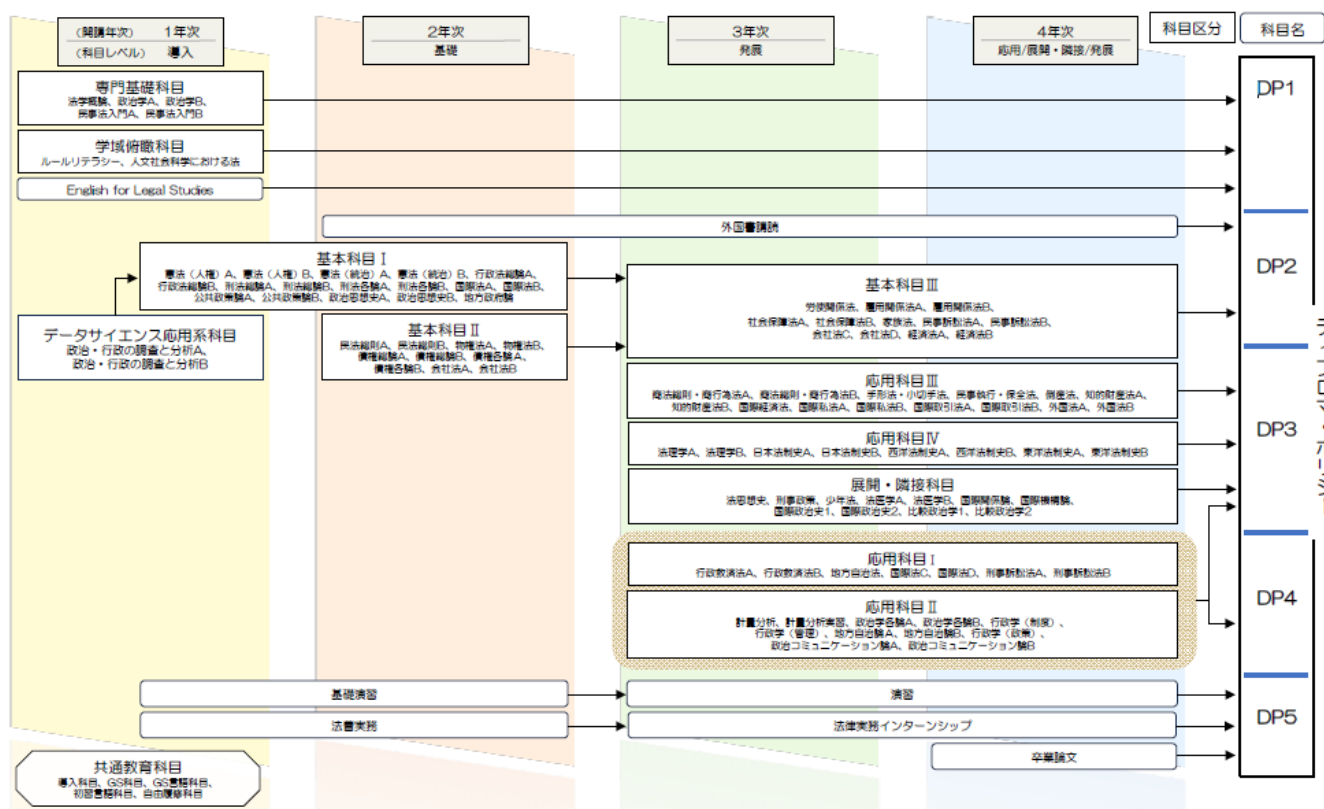 (開講年次) 1年次
(科目レベル) 導入
2年次
基礎
3年次
発展
4年次
応用/展開・隣接/発展
科目区分
科目名
専門基礎科目
法学概論、政治学A、政治学B、
民事法入門A、民事法入門B
学域俯瞰科目
ルールリテラシー、人文社会科学における法
English for Legal Studies
外国書講読
基本科目Ⅰ
憲法（人権）A、憲法（人権）B、憲法（統治）A、憲法（統治）B、行政法総論A、
行政法総論B、刑法総論A、刑法総論B、刑法各論A、刑法各論B、国際法A、国際法B、
公共政策論A、公共政策論B、政治思想史A、政治思想史B、地方政府論
データサイエンス応用系科目
政治・行政の調査と分析A、
政治・行政の調査と分析B
基本科目Ⅱ
民法総則A、民法総則B、物権法A、物権法B、
債権総論A、債権総論B、債権各論A、
債権各論B、会社法A、会社法B
基本科目Ⅲ
労使関係法、雇用関係法A、雇用関係法B、
社会保障法A、社会保障法B、家族法、民事訴訟法A、民事訴訟法B、
会社法C、会社法D、経済法A、経済法B
応用科目Ⅲ
商法総則・商行為法A、商法総則・商行為法B、手形法・小切手法、民事執行・保全法、倒産法、知的財産法A、
知的財産法B、国際経済法、国際私法A、国際私法B、国際取引法A、国際取引法B、外国法A、外国法B
応用科目Ⅳ
法理学A、法理学B、日本法制史A、日本法制史B、西洋法制史A、西洋法制史B、東洋法制史A、東洋法制史B
展開・隣接科目
法思想史、刑事政策、少年法、法医学A、法医学B、国際関係論、国際機構論、
国際政治史1、国際政治史2、比較政治学1、比較政治学2
応用科目Ⅰ
行政救済法A、行政救済法B、地方自治法、国際法C、国際法D、刑事訴訟法A、刑事訴訟法B
応用科目Ⅱ
計量分析、計量分析実習、政治学各論A、政治学各論B、行政学（制度）、
行政学（管理）、地方自治論A、地方自治論B、行政学（政策）、
政治コミュニケーション論A、政治コミュニケーション論B
基礎演習
演習
法曹実務
法律実務インターンシップ
卒業論文
共通教育科目
導入科目、GS科目、GS言語科目、
初習言語科目、自由履修科目
DP1
DP2
DP3
DP4
DP5
ディプロマ・ポリシー